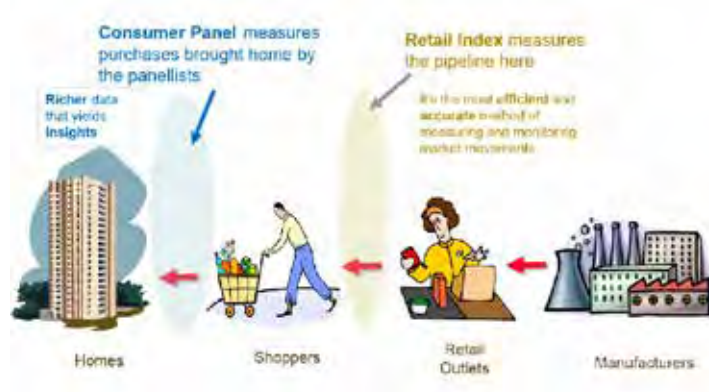 Consumer Panel measures
purchases brought home by
the panellists
Retail Index measures
the pipeline here
Richer data
that yields
insights
It's the most efficient and
accurate method of
measuring and monitoring
market movements
Homes
Shoppers
Retail
Outlets
Manufacturers